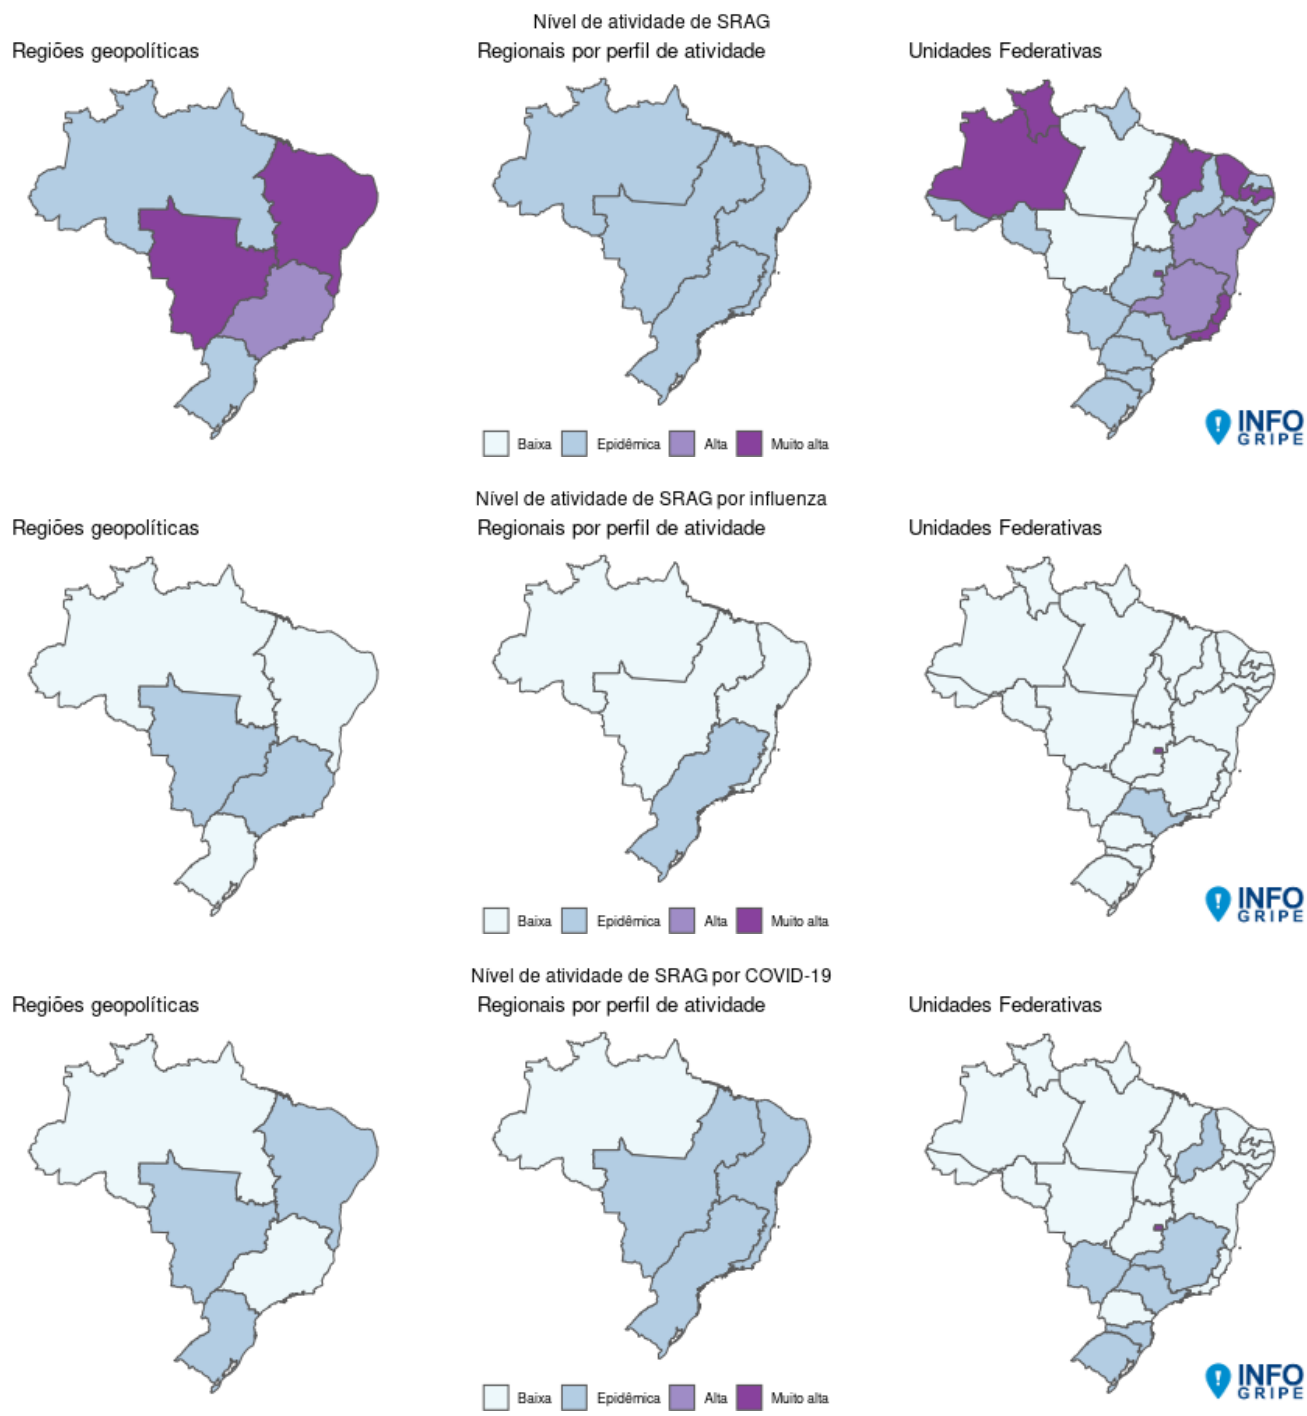 Nível de atividade de SRAG
Regiões geopolíticas
Regionais por perfil de atividade
Unidades Federativas
Baixa Epidêmica Alta Muito alta
INFO
GRIPE
Nível de atividade de SRAG por influenza
Regiões geopolíticas
Regionais por perfil de atividade
Unidades Federativas
Baixa Epidêmica Alta Muito alta
INFO
GRIPE
Nível de atividade de SRAG por COVID-19
Regiões geopolíticas
Regionais por perfil de atividade
Unidades Federativas
Baixa Epidêmica Alta Muito alta
INFO
GRIPE